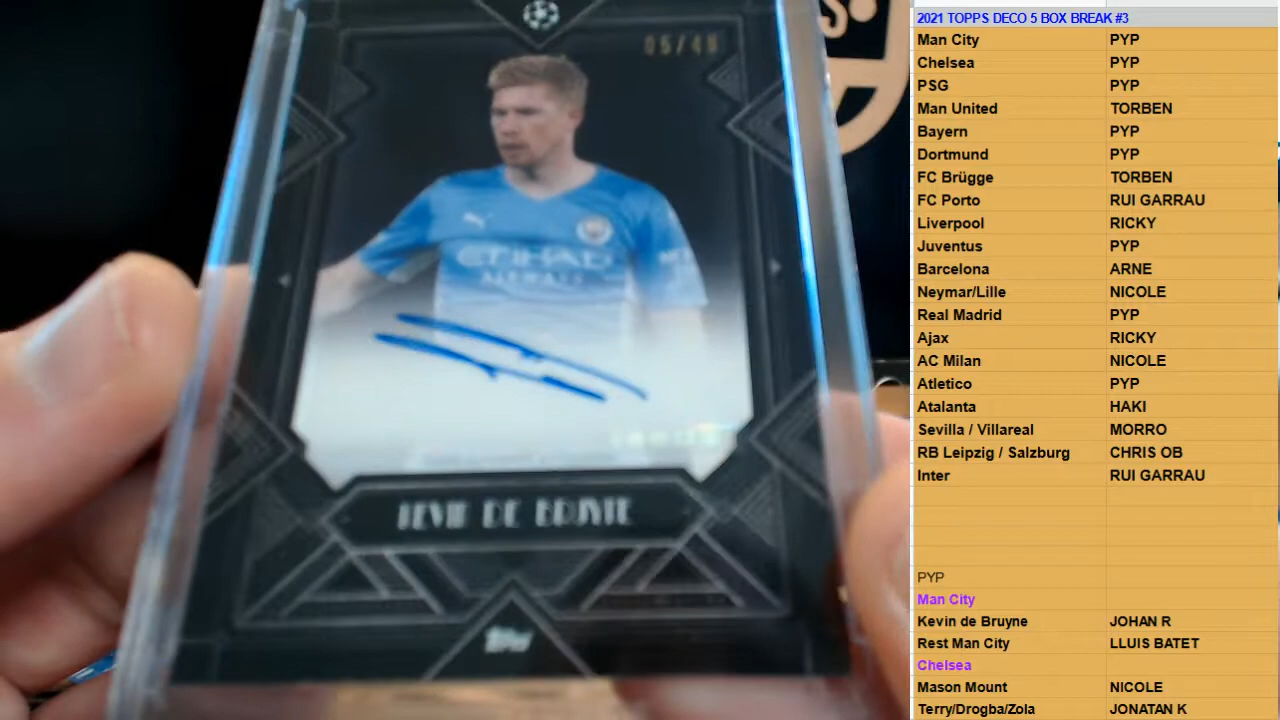 05/40
ETIHAD
AIRWAYS
KEVIN DE BRUYNE
Topps
2021 TOPPS DECO 5 BOX BREAK #3
Man City PYP
Chelsea PYP
PSG PYP
Man United TORBEN
Bayern PYP
Dortmund PYP
FC Brügge TORBEN
FC Porto RUI GARRAU
Liverpool RICKY
Juventus PYP
Barcelona ARNE
Neymar/Lille NICOLE
Real Madrid PYP
Ajax RICKY
AC Milan NICOLE
Atletico PYP
Atalanta HAKI
Sevilla / Villareal MORRO
RB Leipzig / Salzburg CHRIS OB
Inter RUI GARRAU
PYP
Man City
Kevin de Bruyne JOHAN R
Rest Man City LLUIS BATET
Chelsea
Mason Mount NICOLE
Terry/Drogba/Zola JONATAN K